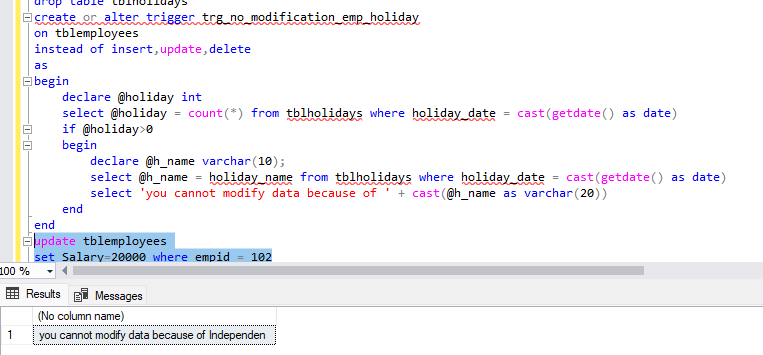 drop table tblholidays
create or alter trigger trg_no_modification_emp_holiday
on tblemployees
instead of insert,update,delete
as
begin
declare @holiday int
select @holiday = count(*) from tblholidays where holiday_date = cast(getdate() as date)
if @holiday>0
begin
declare @h_name varchar(10);
select @h_name = holiday_name from tblholidays where holiday_date = cast(getdate() as date)
select 'you cannot modify data because of ' + cast(@h_name as varchar(20))
end
end
update tblemployees
set Salary=20000 where empid = 102
100 %
Results Messages
(No column name)
1 you cannot modify data because of Independen